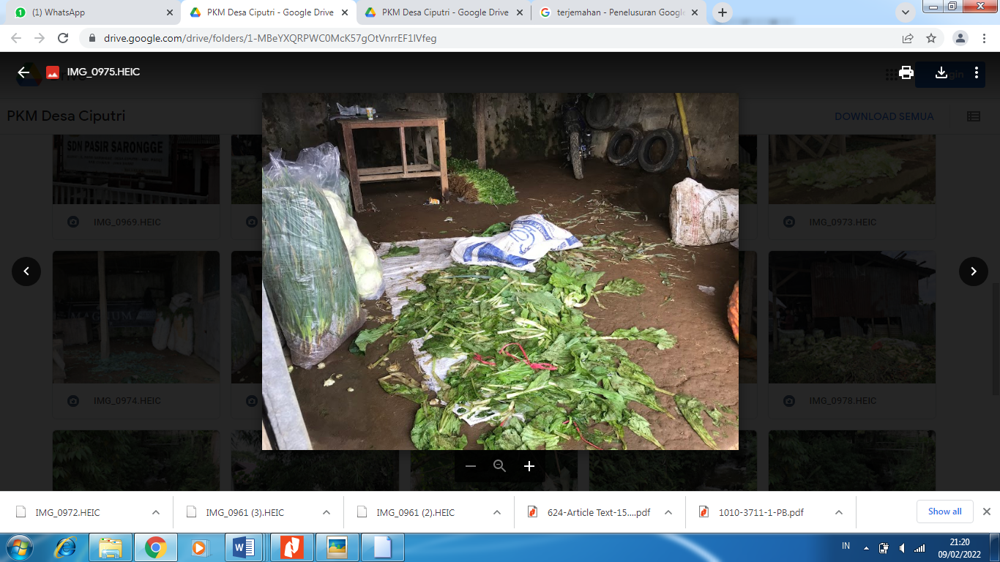 (1) WhatsApp
PKM Desa Ciputri - Google Drive
PKM Desa Ciputri - Google Drive
terjemahan - Penelusuran Google
drive.google.com/drive/folders/1-MBeYXQRPWC0McK57gOtVnrrEF1lVfeg
IMG_0975.HEIC
PKM Desa Ciputri
DOWNLOAD SEMUA
SDN PASIR SARONGGE
IMG_0969.HEIC
IMG_0973.HEIC
IMG_0974.HEIC
IMG_0978.HEIC
IMG_0972.HEIC
IMG_0961 (3).HEIC
IMG_0961 (2).HEIC
624-Article Text-15....pdf
1010-3711-1-PB.pdf
Show all
IN
21:20
09/02/2022